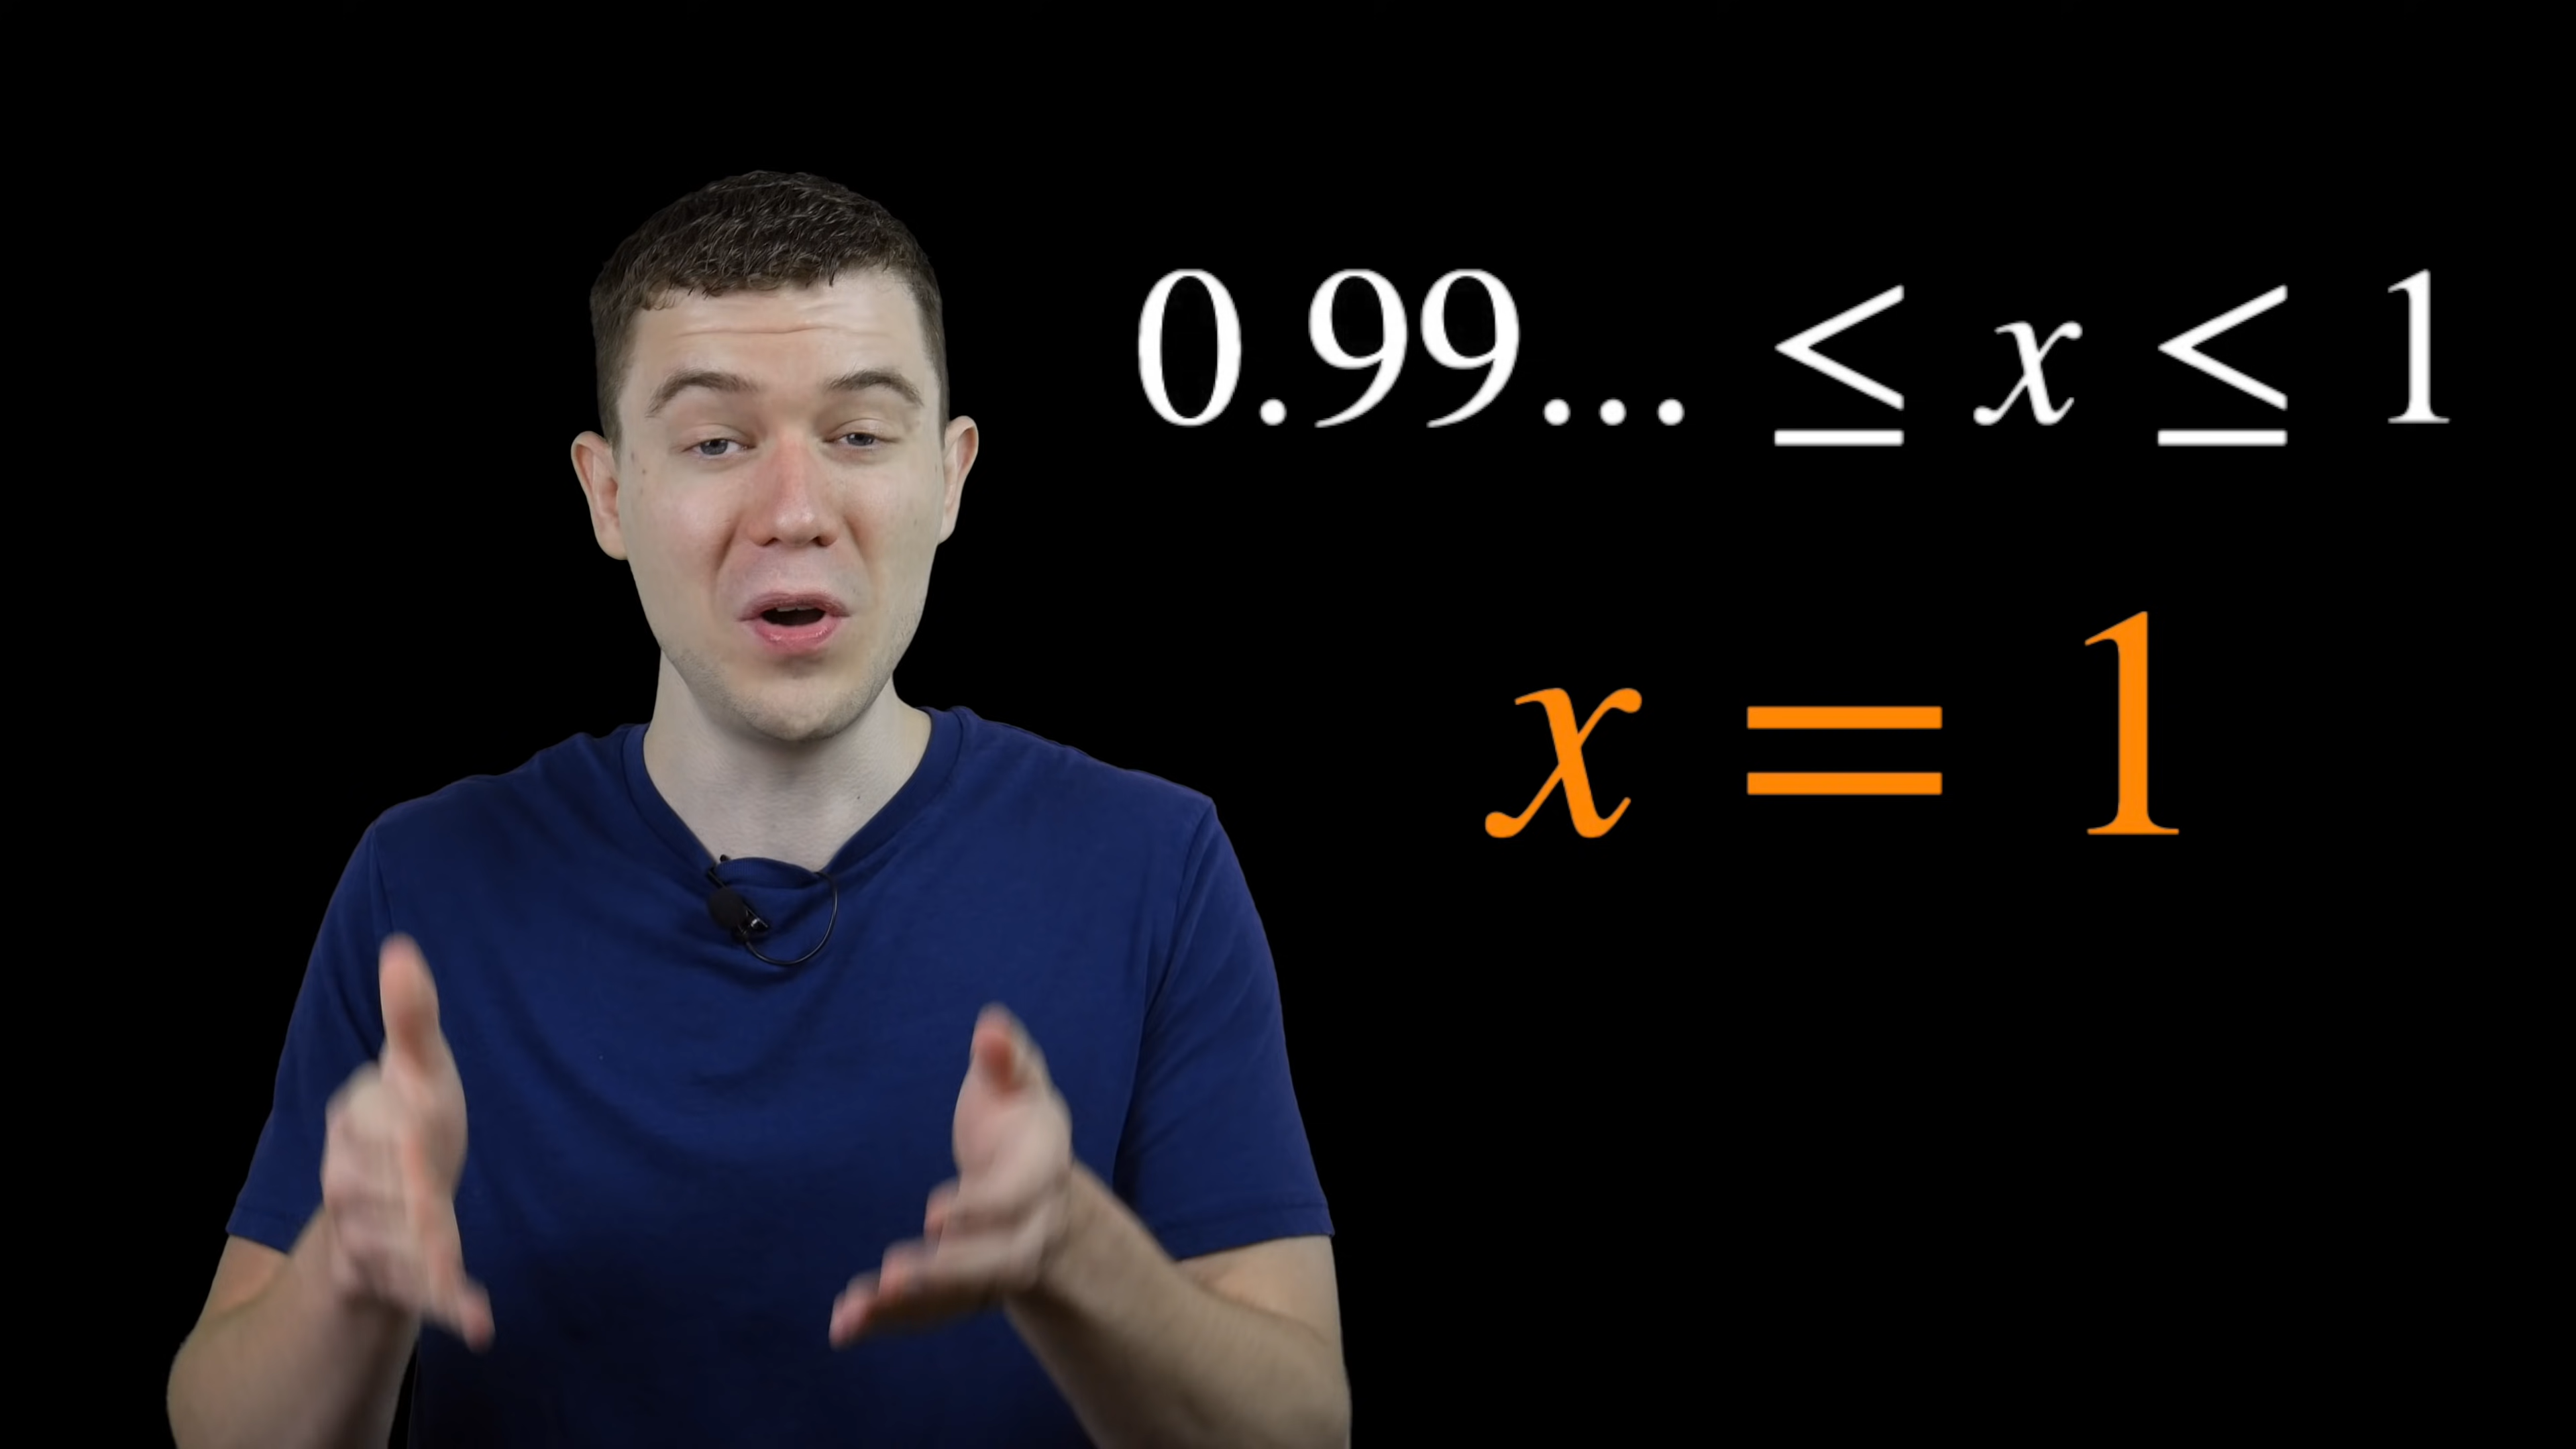 0.99... ≤ x ≤ 1
x = 1